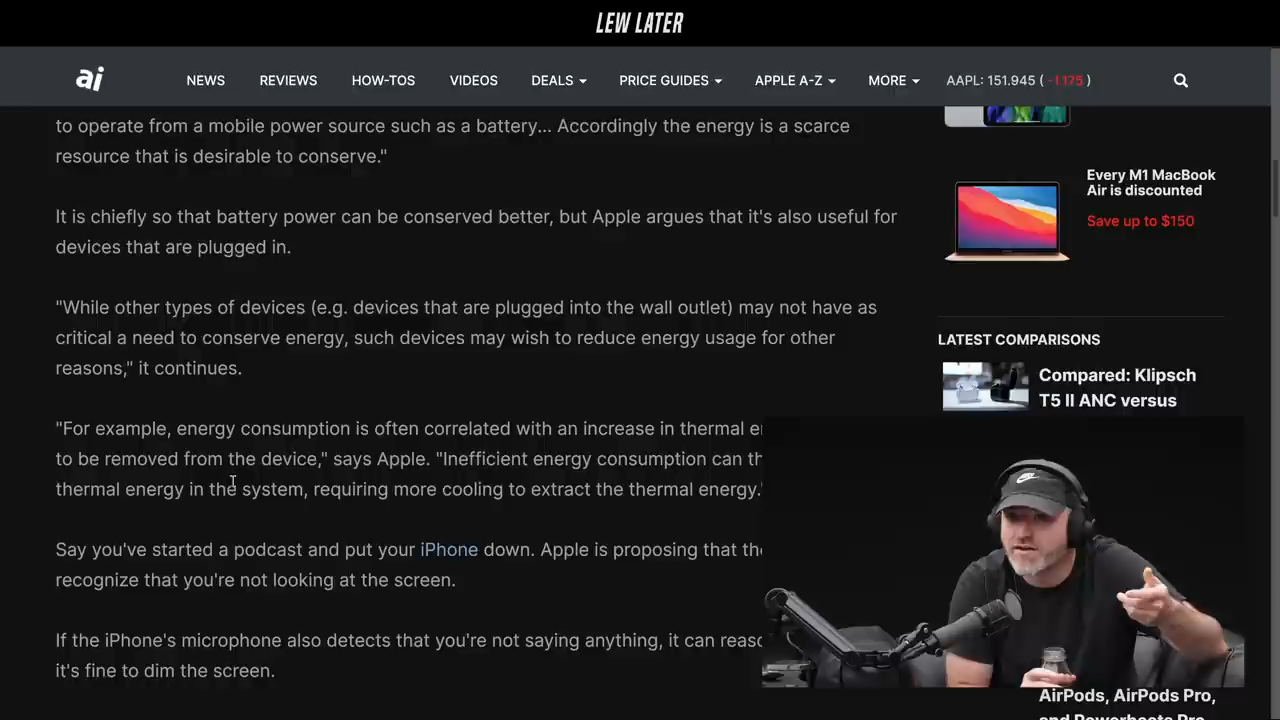 LEW LATER
ai
NEWS REVIEWS HOW-TOS VIDEOS DEALS PRICE GUIDES APPLE A-Z MORE AAPL: 151.945 ( -1.175 )
to operate from a mobile power source such as a battery... Accordingly the energy is a scarce
resource that is desirable to conserve."
It is chiefly so that battery power can be conserved better, but Apple argues that it's also useful for
devices that are plugged in.
"While other types of devices (e.g. devices that are plugged into the wall outlet) may not have as
critical a need to conserve energy, such devices may wish to reduce energy usage for other
reasons," it continues.
"For example, energy consumption is often correlated with an increase in thermal
to be removed from the device," says Apple. "Inefficient energy consumption can
thermal energy in the system, requiring more cooling to extract the thermal energy."
Say you've started a podcast and put your iPhone down. Apple is proposing that
recognize that you're not looking at the screen.
If the iPhone's microphone also detects that you're not saying anything, it can
it's fine to dim the screen.
Every M1 MacBook
Air is discounted
Save up to $150
LATEST COMPARISONS
Compared: Klipsch
T5 II ANC versus
AirPods, AirPods Pro,
and Powerbeats Pro